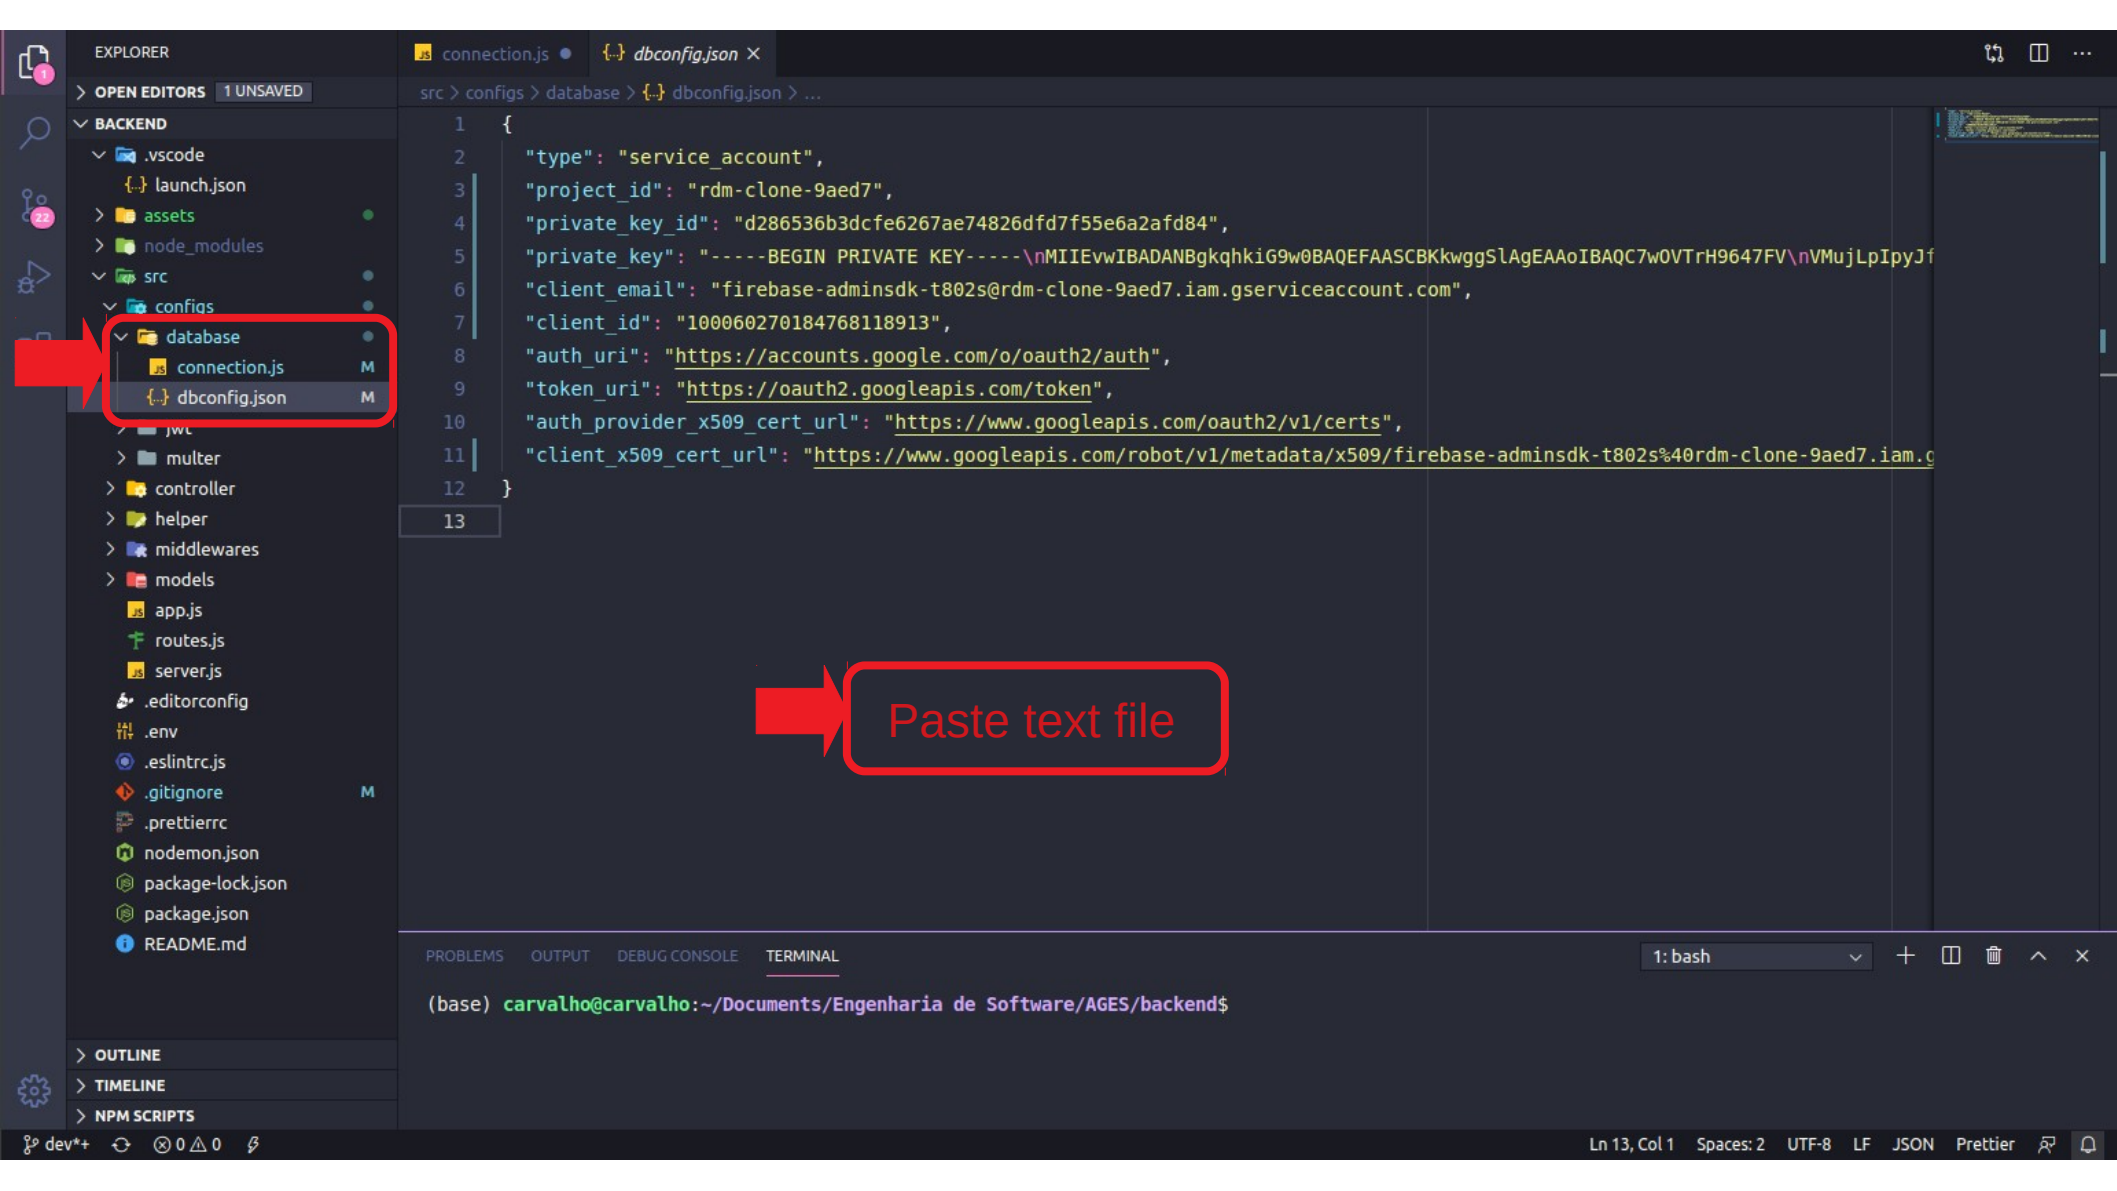 EXPLORER
connection.js
dbconfig.json
OPEN EDITORS 1 UNSAVED
src > configs > database > {..} dbconfig.json > ...
BACKEND
.vscode
launch.json
assets
node_modules
src
configs
database
connection.js M
dbconfig.json M
jwt
multer
controller
helper
middlewares
models
app.js
routes.js
server.js
.editorconfig
.env
.eslintrc.js
.gitignore M
.prettierrc
nodemon.json
package-lock.json
package.json
README.md
OUTLINE
TIMELINE
NPM SCRIPTS
1
22
1 {
2 "type": "service_account",
3 "project_id": "rdm-clone-9aed7",
4 "private_key_id": "d286536b3dcfe6267ae74826dfd7f55e6a2afd84",
5 "private_key": "-----BEGIN PRIVATE KEY-----\nMIIEvwIBADANBgkqhkiG9w0BAQEFAASCBKkwggSlAgEAAoIBAQC7wOVTrH9647FV\nVMujLpIpyJf
6 "client_email": "firebase-adminsdk-t802s@rdm-clone-9aed7.iam.gserviceaccount.com",
7 "client_id": "100060270184768118913",
8 "auth_uri": "https://accounts.google.com/o/oauth2/auth",
9 "token_uri": "https://oauth2.googleapis.com/token",
10 "auth_provider_x509_cert_url": "https://www.googleapis.com/oauth2/v1/certs",
11 "client_x509_cert_url": "https://www.googleapis.com/robot/v1/metadata/x509/firebase-adminsdk-t802s%40rdm-clone-9aed7.iam.g
12 }
13
Paste text file
PROBLEMS OUTPUT DEBUG CONSOLE TERMINAL 1: bash
(base) carvalho@carvalho:~/Documents/Engenharia de Software/AGES/backend$
dev*+ 0 0 Ln 13, Col 1 Spaces: 2 UTF-8 LF JSON Prettier